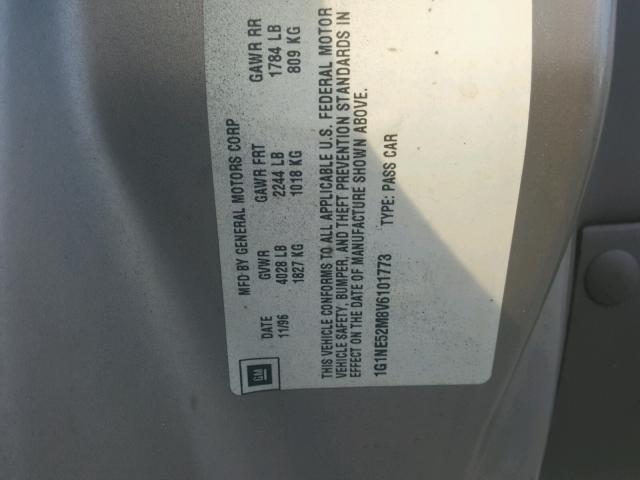 GM
MFD BY GENERAL MOTORS CORP
DATE GVWR GAWR FRT GAWR RR
11/96 4028 LB 2244 LB 1784 LB
1827 KG 1018 KG 809 KG
THIS VEHICLE CONFORMS TO ALL APPLICABLE U.S. FEDERAL MOTOR
VEHICLE SAFETY, BUMPER, AND THEFT PREVENTION STANDARDS IN
EFFECT ON THE DATE OF MANUFACTURE SHOWN ABOVE.
1G1NE52M8V6101773 TYPE: PASS CAR